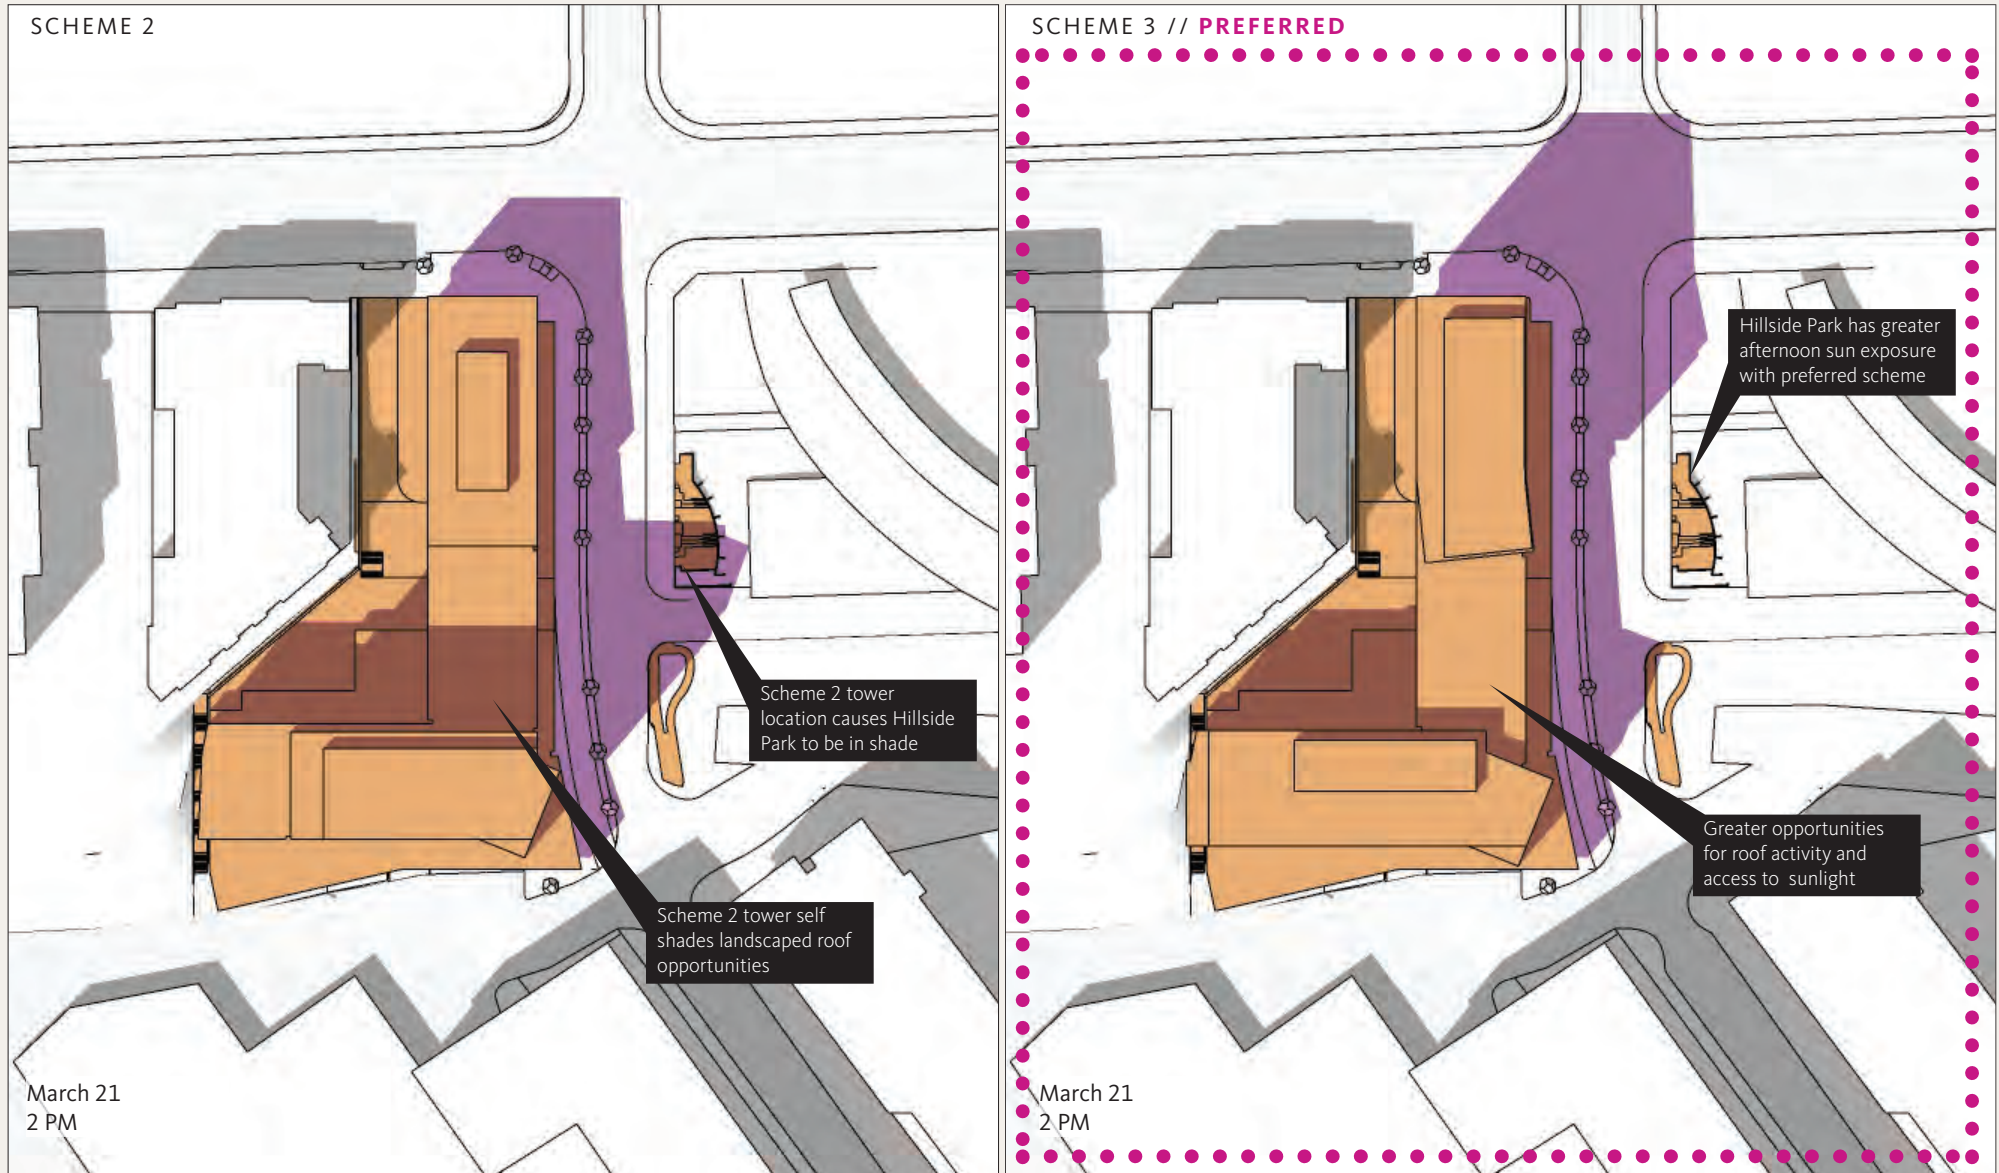 SCHEME 2
Scheme 2 tower
location causes Hillside
Park to be in shade
Scheme 2 tower self
shades landscaped roof
opportunities
March 21
2 PM
SCHEME 3 // PREFERRED
Hillside Park has greater
afternoon sun exposure
with preferred scheme
Greater opportunities
for roof activity and
access to sunlight
March 21
2 PM